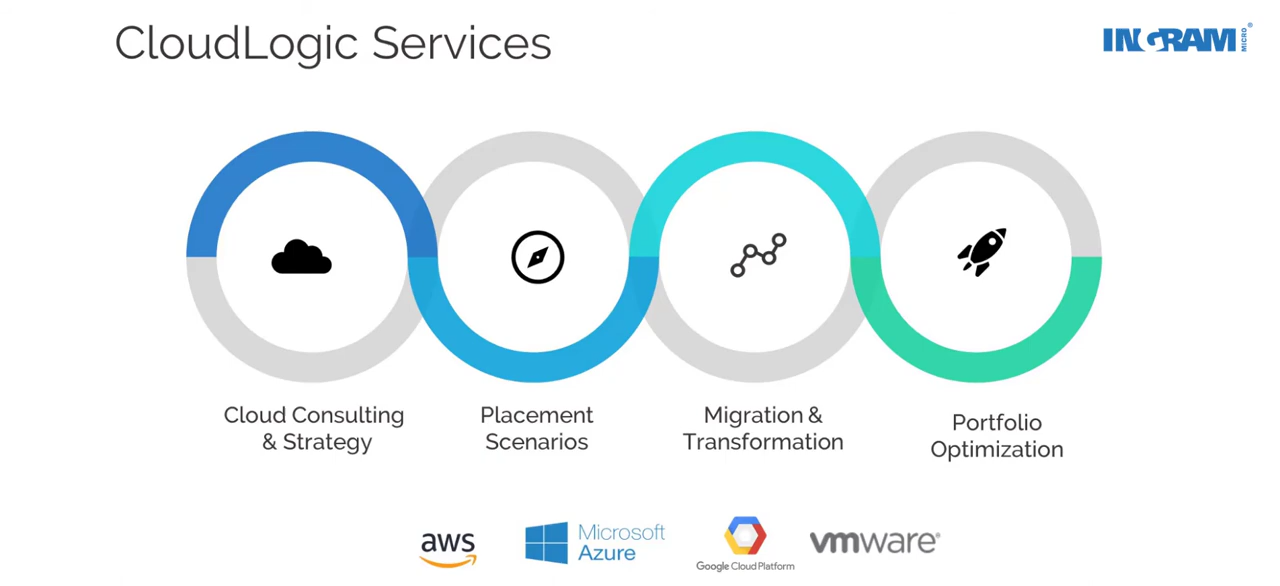 CloudLogic Services
INGRAM MICRO®
Cloud Consulting
& Strategy
Placement
Scenarios
Migration &
Transformation
Portfolio
Optimization
aws
Microsoft
Azure
Google Cloud Platform
vmware®